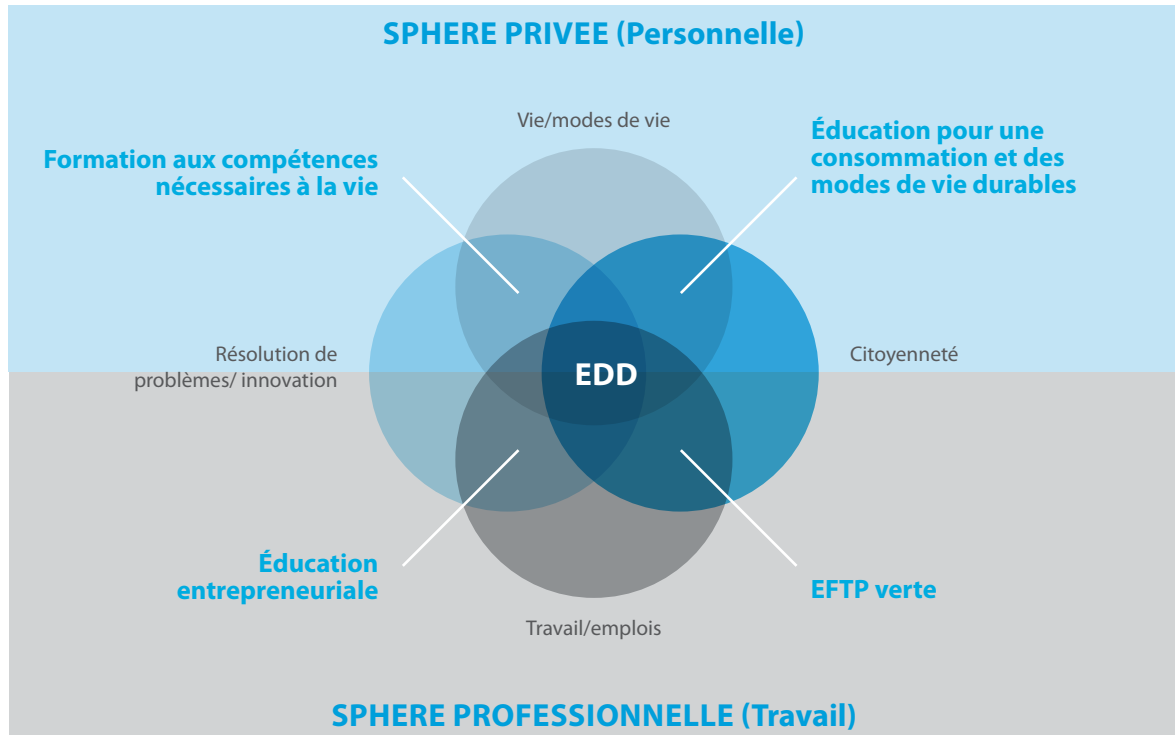 SPHERE PRIVEE (Personnelle)
Vie/modes de vie
Formation aux compétences
nécessaires à la vie
Éducation pour une
consommation et des
modes de vie durables
Résolution de
problèmes/ innovation
EDD
Citoyenneté
Éducation
entrepreneuriale
EFTP verte
Travail/emplois
SPHERE PROFESSIONNELLE (Travail)